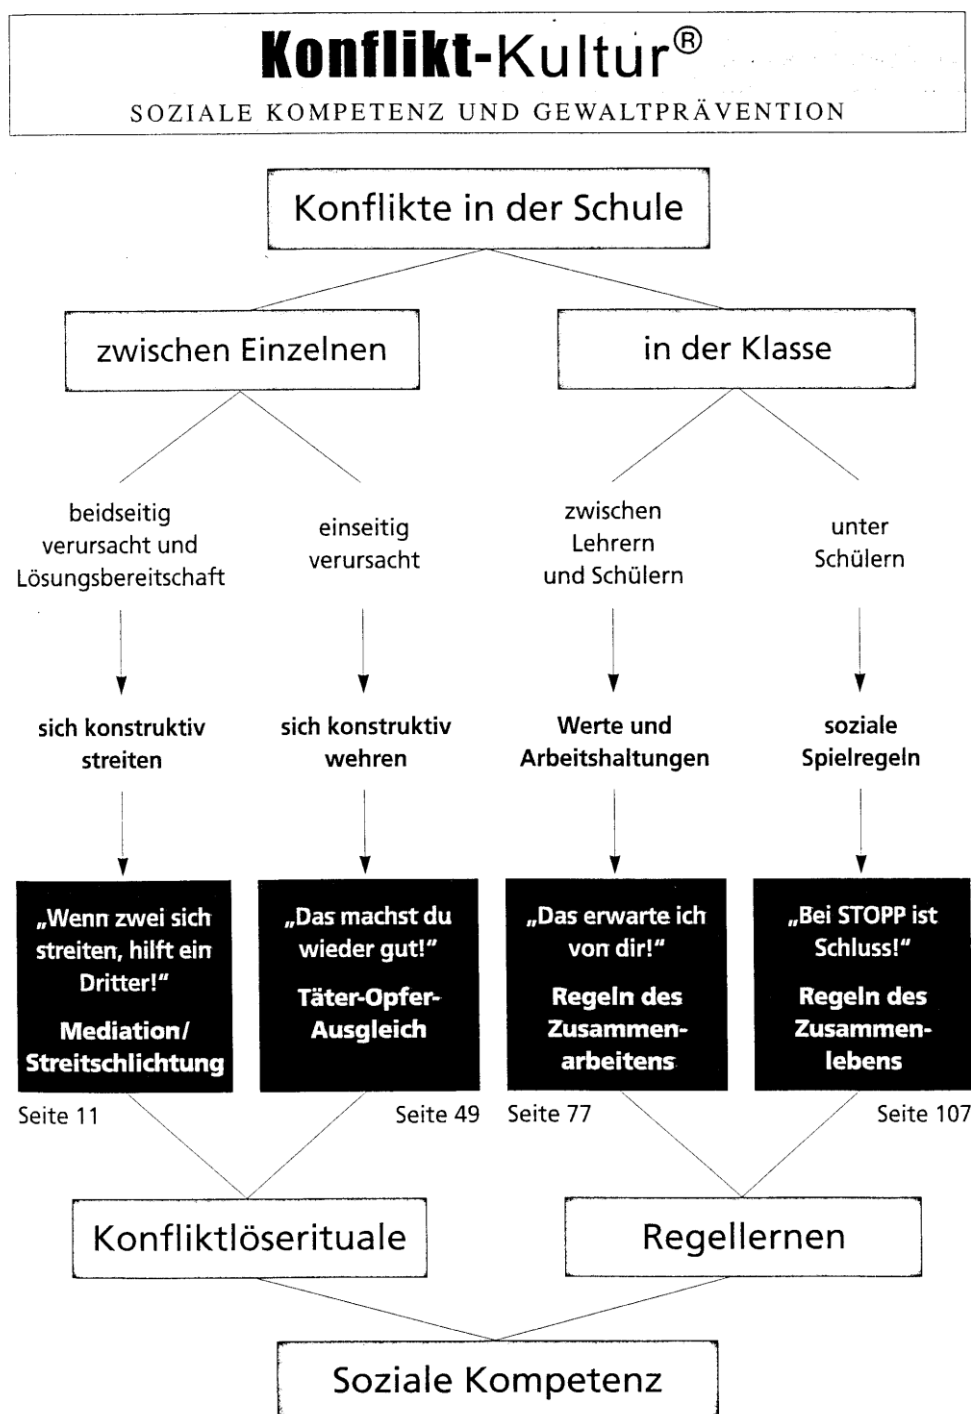 Konflikt-Kultur®
SOZIALE KOMPETENZ UND GEWALTPRÄVENTION
Konflikte in der Schule
zwischen Einzelnen
in der Klasse
beidseitig
verursacht und
Lösungsbereitschaft
einseitig
verursacht
zwischen
Lehrern
und Schülern
unter
Schülern
sich konstruktiv
streiten
sich konstruktiv
wehren
Werte und
Arbeitshaltungen
soziale
Spielregeln
„Wenn zwei sich
streiten, hilft ein
Dritter!“
Mediation/
Streitschlichtung
„Das machst du
wieder gut!“
Täter-Opfer-
Ausgleich
„Das erwarte ich
von dir!“
Regeln des
Zusammen-
arbeitens
„Bei STOPP ist
Schluss!“
Regeln des
Zusammen-
lebens
Seite 11
Seite 49
Seite 77
Seite 107
Konfliktlöserituale
Regellernen
Soziale Kompetenz